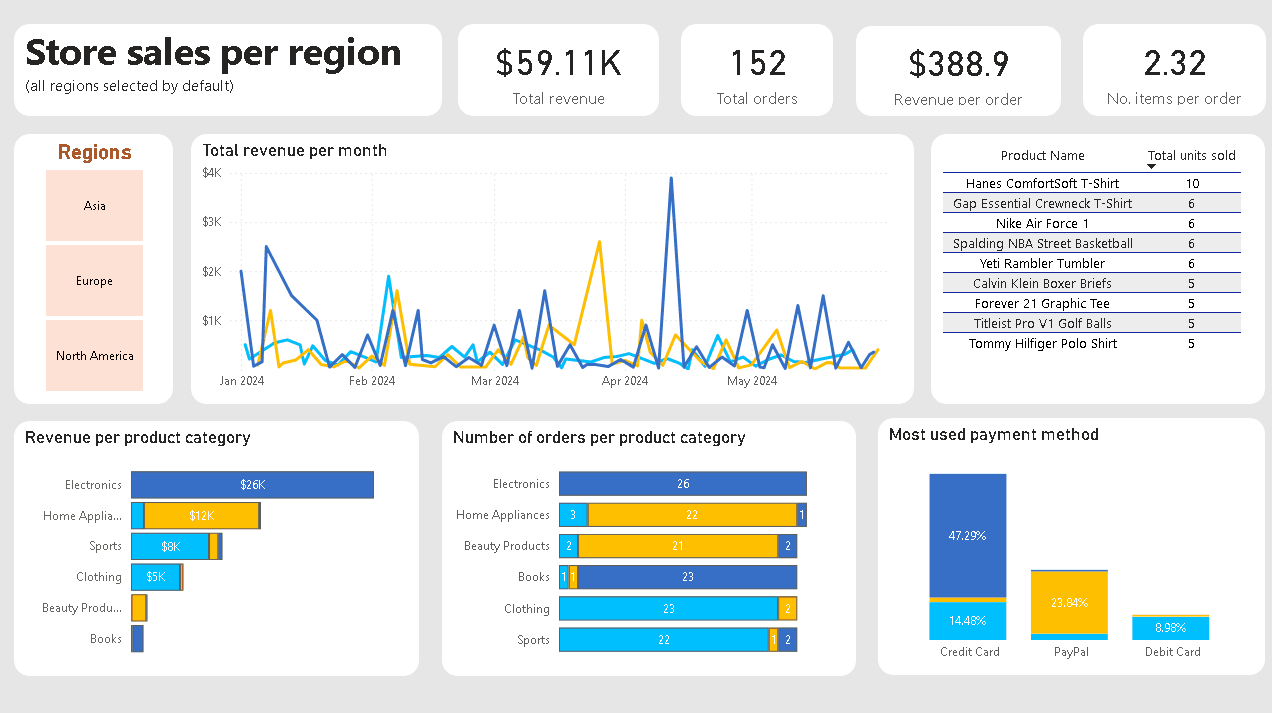 Store sales per region
(all regions selected by default)
$59.11K
Total revenue
152
Total orders
$388.9
Revenue per order
2.32
No. items per order
Regions
Asia
Europe
North America
Total revenue per month
$4K
$3K
$2K
$1K
Jan 2024 Feb 2024 Mar 2024 Apr 2024 May 2024
Product Name Total units sold
Hanes ComfortSoft T-Shirt 10
Gap Essential Crewneck T-Shirt 6
Nike Air Force 1 6
Spalding NBA Street Basketball 6
Yeti Rambler Tumbler 6
Calvin Klein Boxer Briefs 5
Forever 21 Graphic Tee 5
Titleist Pro V1 Golf Balls 5
Tommy Hilfiger Polo Shirt 5
Revenue per product category
Electronics $26K
Home Applia... $12K
Sports $8K
Clothing $5K
Beauty Produ...
Books
Number of orders per product category
Electronics 26
Home Appliances 3 22 1
Beauty Products 2 21 2
Books 1 1 23
Clothing 23 2
Sports 22 1 2
Most used payment method
47.29%
14.48%
23.84%
8.98%
Credit Card PayPal Debit Card